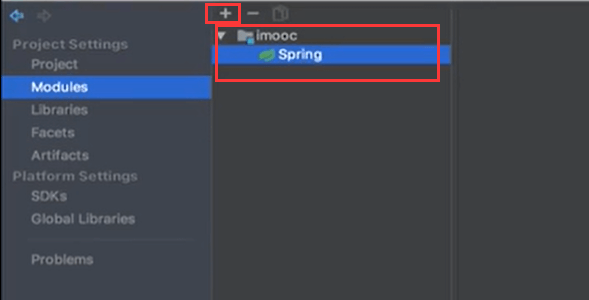 Project Settings
Project
Modules
Libraries
Facets
Artifacts
Platform Settings
SDKs
Global Libraries
Problems
imooc
Spring